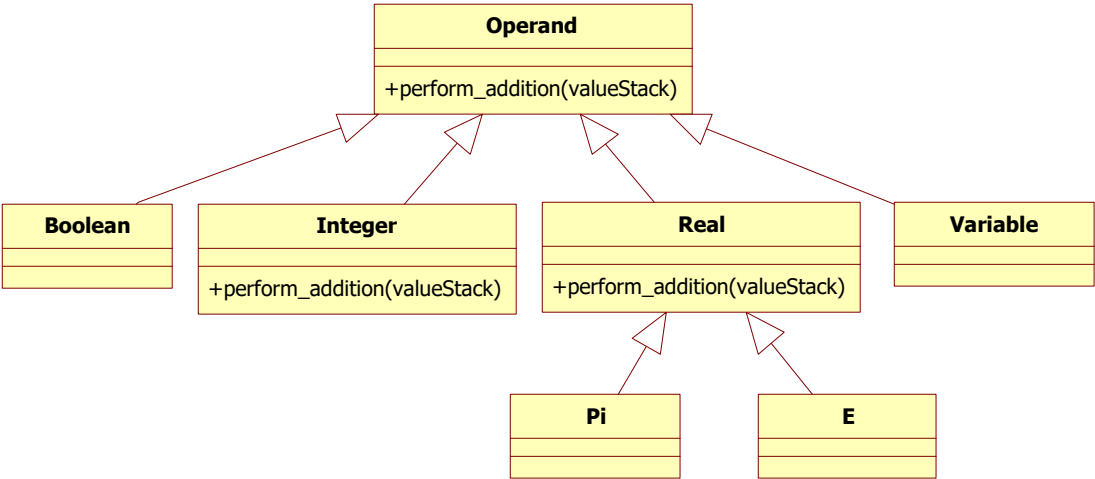 Operand
+perform_addition(valueStack)
Boolean
Integer
+perform_addition(valueStack)
Real
+perform_addition(valueStack)
Variable
Pi
E